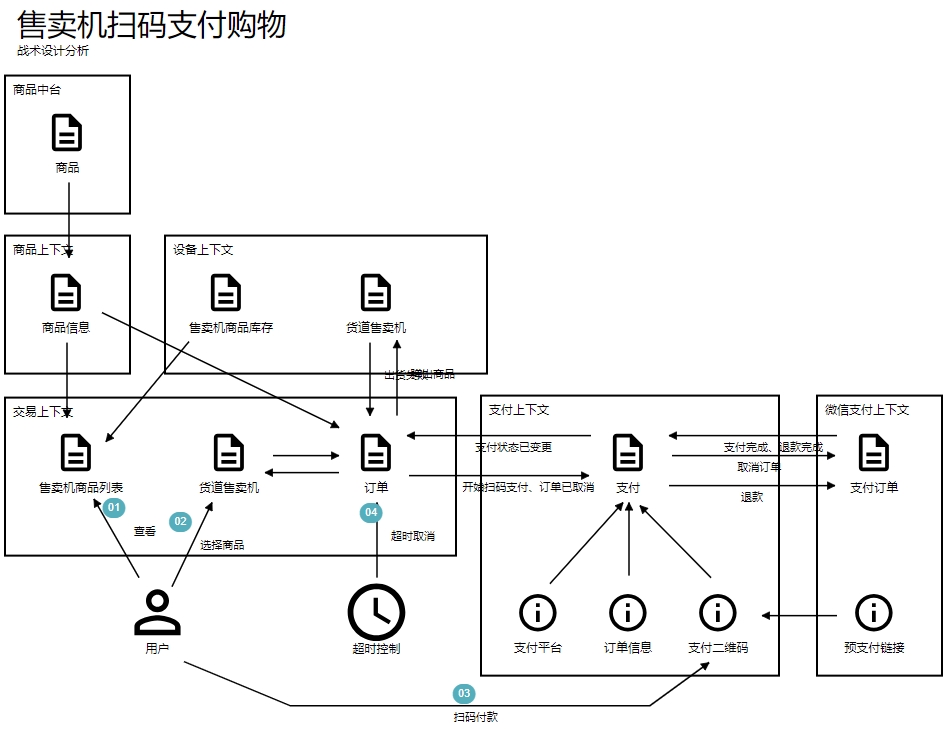 售卖机扫码支付购物
战术设计分析
商品中台
商品
商品上下文
商品信息
设备上下文
售卖机商品库存
货道售卖机
弹出商品
交易上下文
售卖机商品列表
货道售卖机
订单
01
查看
02
选择商品
04
超时取消
用户
超时控制
支付上下文
支付状态已变更
开始扫码支付、订单已取消
支付
支付完成、退款完成
取消订单
退款
支付平台
订单信息
支付二维码
微信支付上下文
支付订单
预支付链接
03
扫码付款